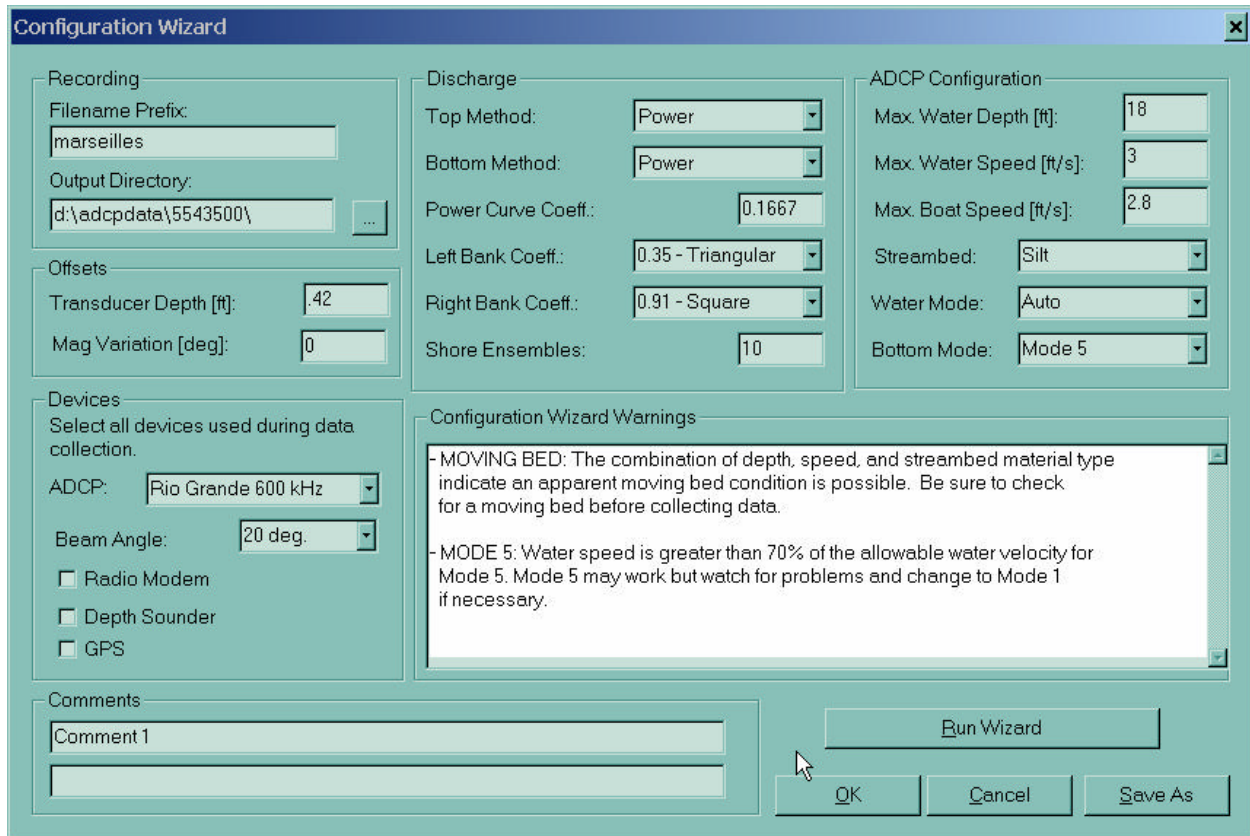 Configuration Wizard
Recording
Filename Prefix:
marseilles
Output Directory:
d:\adcpdata\5543500\
...
Offsets
Transducer Depth [ft]: .42
Mag Variation [deg]: 0
Devices
Select all devices used during data
collection.
ADCP: Rio Grande 600 kHz
Beam Angle: 20 deg.
Radio Modem
Depth Sounder
GPS
Discharge
Top Method: Power
Bottom Method: Power
Power Curve Coeff.: 0.1667
Left Bank Coeff.: 0.35 - Triangular
Right Bank Coeff.: 0.91 - Square
Shore Ensembles: 10
ADCP Configuration
Max. Water Depth [ft]: 18
Max. Water Speed [ft/s]: 3
Max. Boat Speed [ft/s]: 2.8
Streambed: Silt
Water Mode: Auto
Bottom Mode: Mode 5
Configuration Wizard Warnings
- MOVING BED: The combination of depth, speed, and streambed material type
indicate an apparent moving bed condition is possible. Be sure to check
for a moving bed before collecting data.
- MODE 5: Water speed is greater than 70% of the allowable water velocity for
Mode 5. Mode 5 may work but watch for problems and change to Mode 1
if necessary.
Comments
Comment 1
Run Wizard
OK
Cancel
Save As